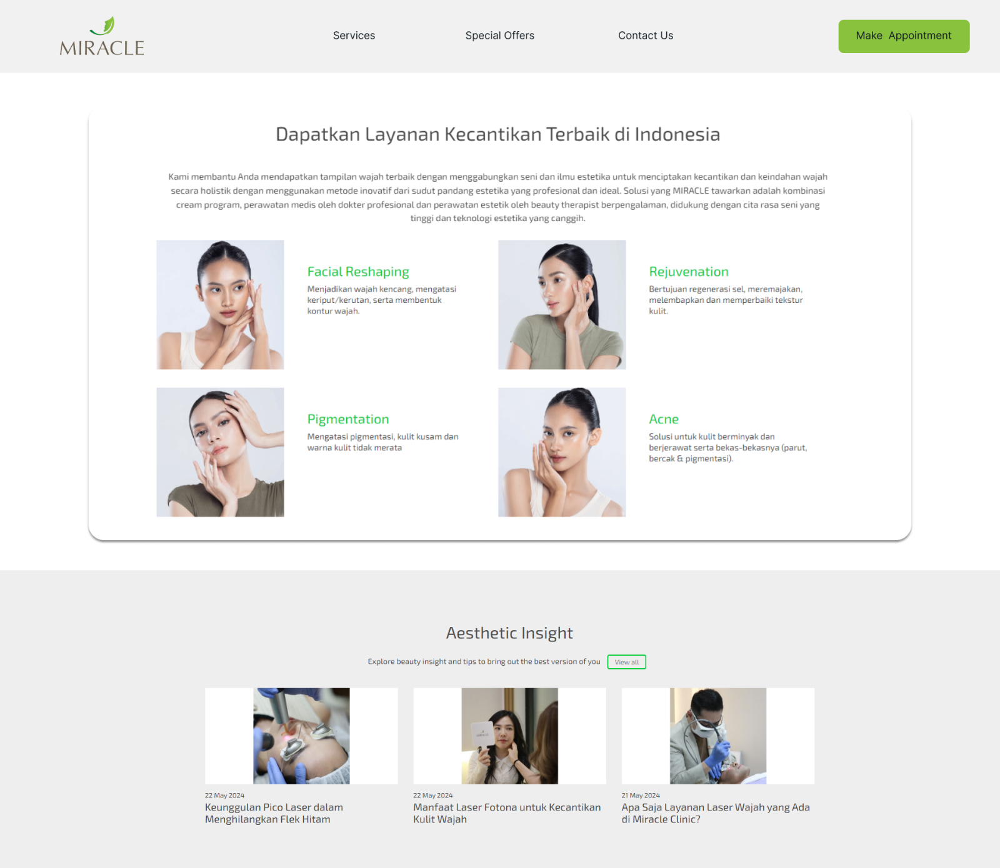 MIRACLE
Services
Special Offers
Contact Us
Make Appointment
Dapatkan Layanan Kecantikan Terbaik di Indonesia
Kami membantu Anda mendapatkan tampilan wajah terbaik dengan menggabungkan seni dan ilmu estetika untuk menciptakan kecantikan dan keindahan wajah
secara holistik dengan menggunakan metode inovatif dari sudut pandang estetika yang profesional dan ideal. Solusi yang MIRACLE tawarkan adalah kombinasi
cream program, perawatan medis oleh dokter profesional dan perawatan estetik oleh beauty therapist berpengalaman, didukung dengan cita rasa seni yang
tinggi dan teknologi estetika yang canggih.
Facial Reshaping
Menjadikan wajah kencang, mengatasi
keriput/kerutan, serta membentuk
kontur wajah.
Rejuvenation
Bertujuan regenerasi sel, meremajakan,
melembapkan dan memperbaiki tekstur
kulit.
Pigmentation
Mengatasi pigmentasi, kulit kusam dan
warna kulit tidak merata
Acne
Solusi untuk kulit berminyak dan
berjerawat serta bekas-bekasnya (parut,
bercak & pigmentasi).
Aesthetic Insight
Explore beauty insight and tips to bring out the best version of you
View all
MIRACLE
22 May 2024
Keunggulan Pico Laser dalam
Menghilangkan Flek Hitam
22 May 2024
Manfaat Laser Fotona untuk Kecantikan
Kulit Wajah
21 May 2024
Apa Saja Layanan Laser Wajah yang Ada
di Miracle Clinic?